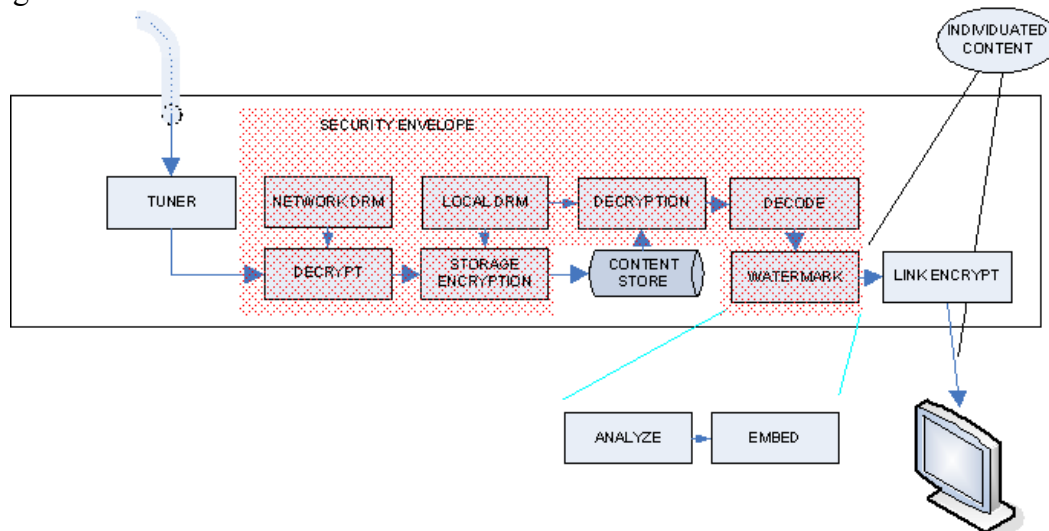 g
INDIVIDUATED
CONTENT
SECURITY ENVELOPE
TUNER
NETWORK DRM
LOCAL DRM
DECRYPTION
DECODE
DECRYPT
STORAGE
ENCRYPTION
CONTENT
STORE
WATERMARK
LINK ENCRYPT
ANALYZE
EMBED